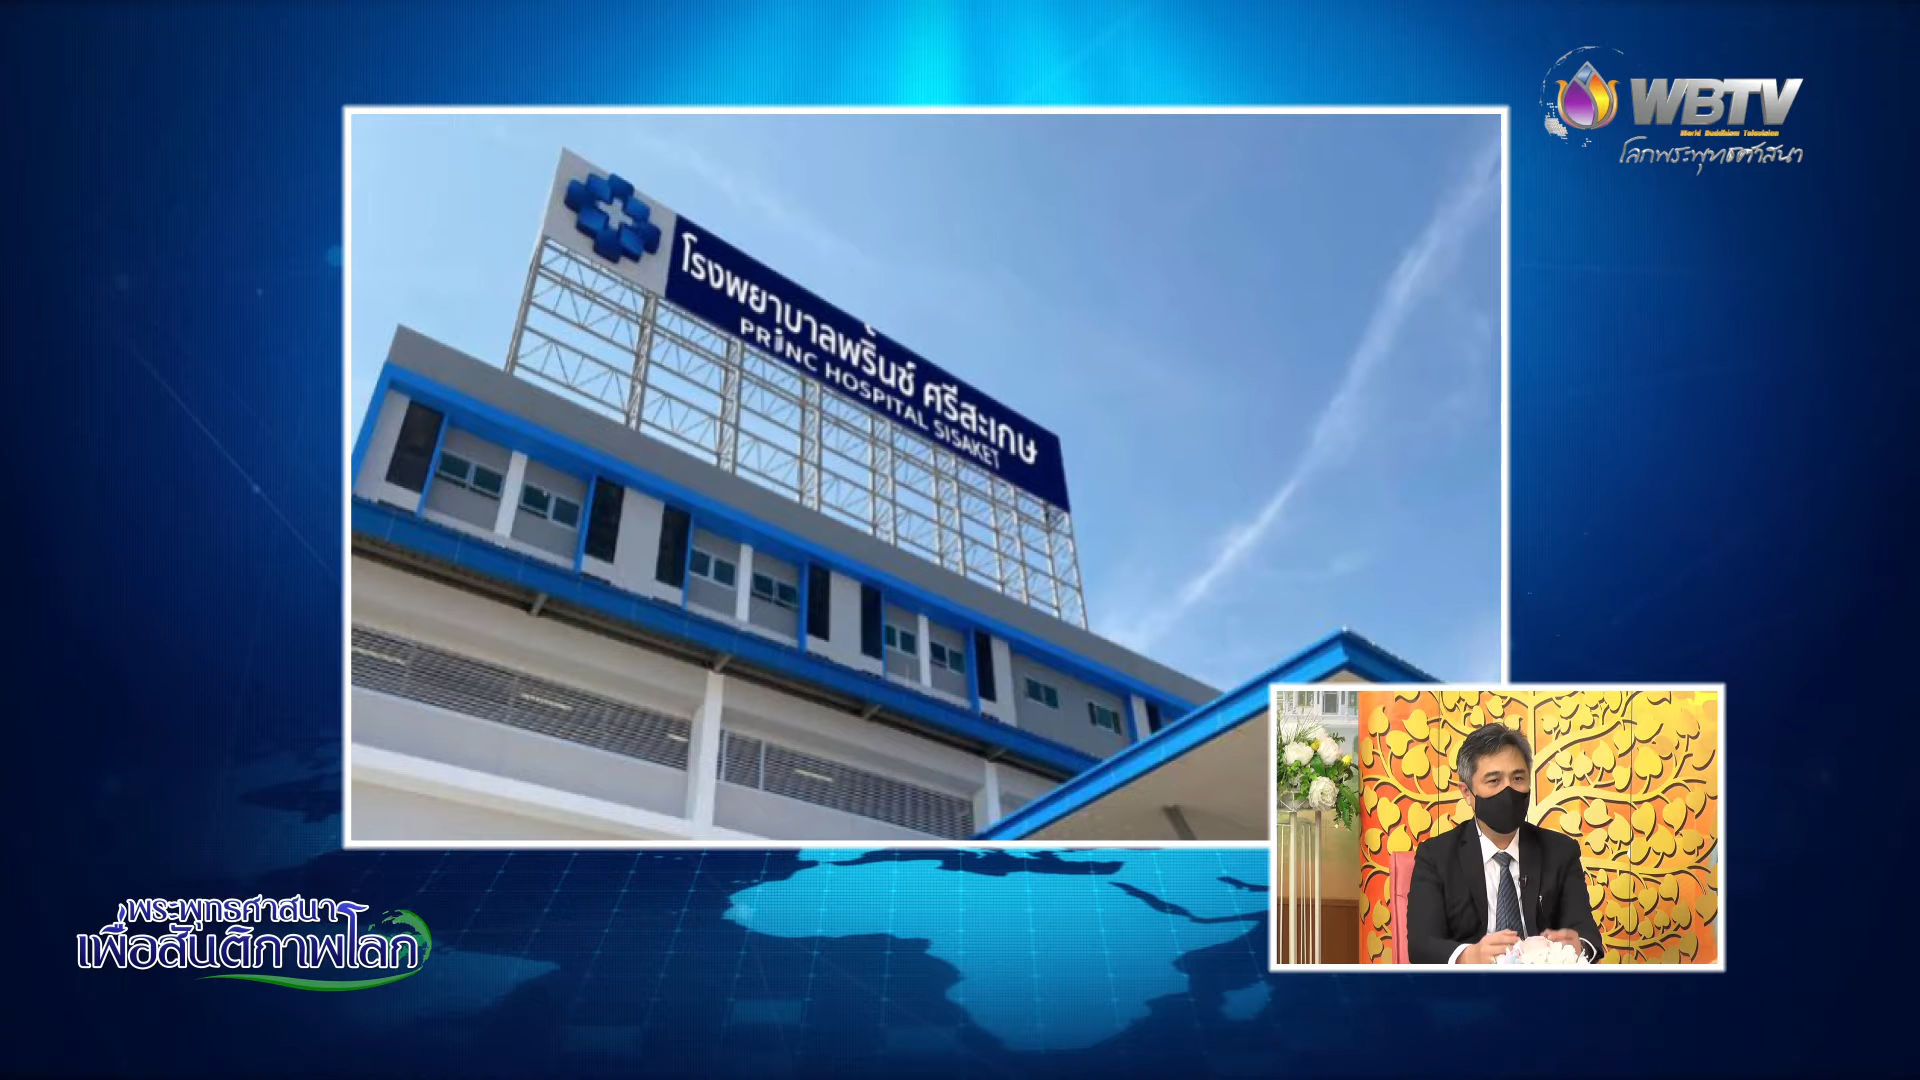 WBTV
World Buddhism Television
โลกพระพุทธศาสนา
โรงพยาบาลพริ้นซ์ ศรีสะเกษ
PRiNC HOSPITAL SISAKET
พระพุทธศาสนา
เพื่อสันติภาพโลก